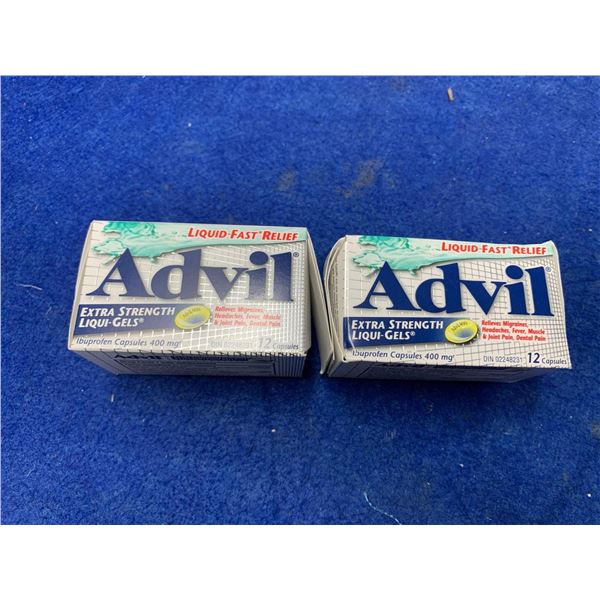 LIQUID-FAST* RELIEF
Advil®
EXTRA STRENGTH
LIQUI-GELS®
Relieves Migraines,
Headaches, Fever, Muscle
& Joint Pain, Dental Pain
Ibuprofen Capsules 400 mg
DIN
12 Capsules
LIQUID-FAST* RELIEF
Advil®
EXTRA STRENGTH
LIQUI-GELS®
Relieves Migraines,
Headaches, Fever, Muscle
& Joint Pain, Dental Pain
Ibuprofen Capsules 400 mg
DIN 02248231
12 Capsules